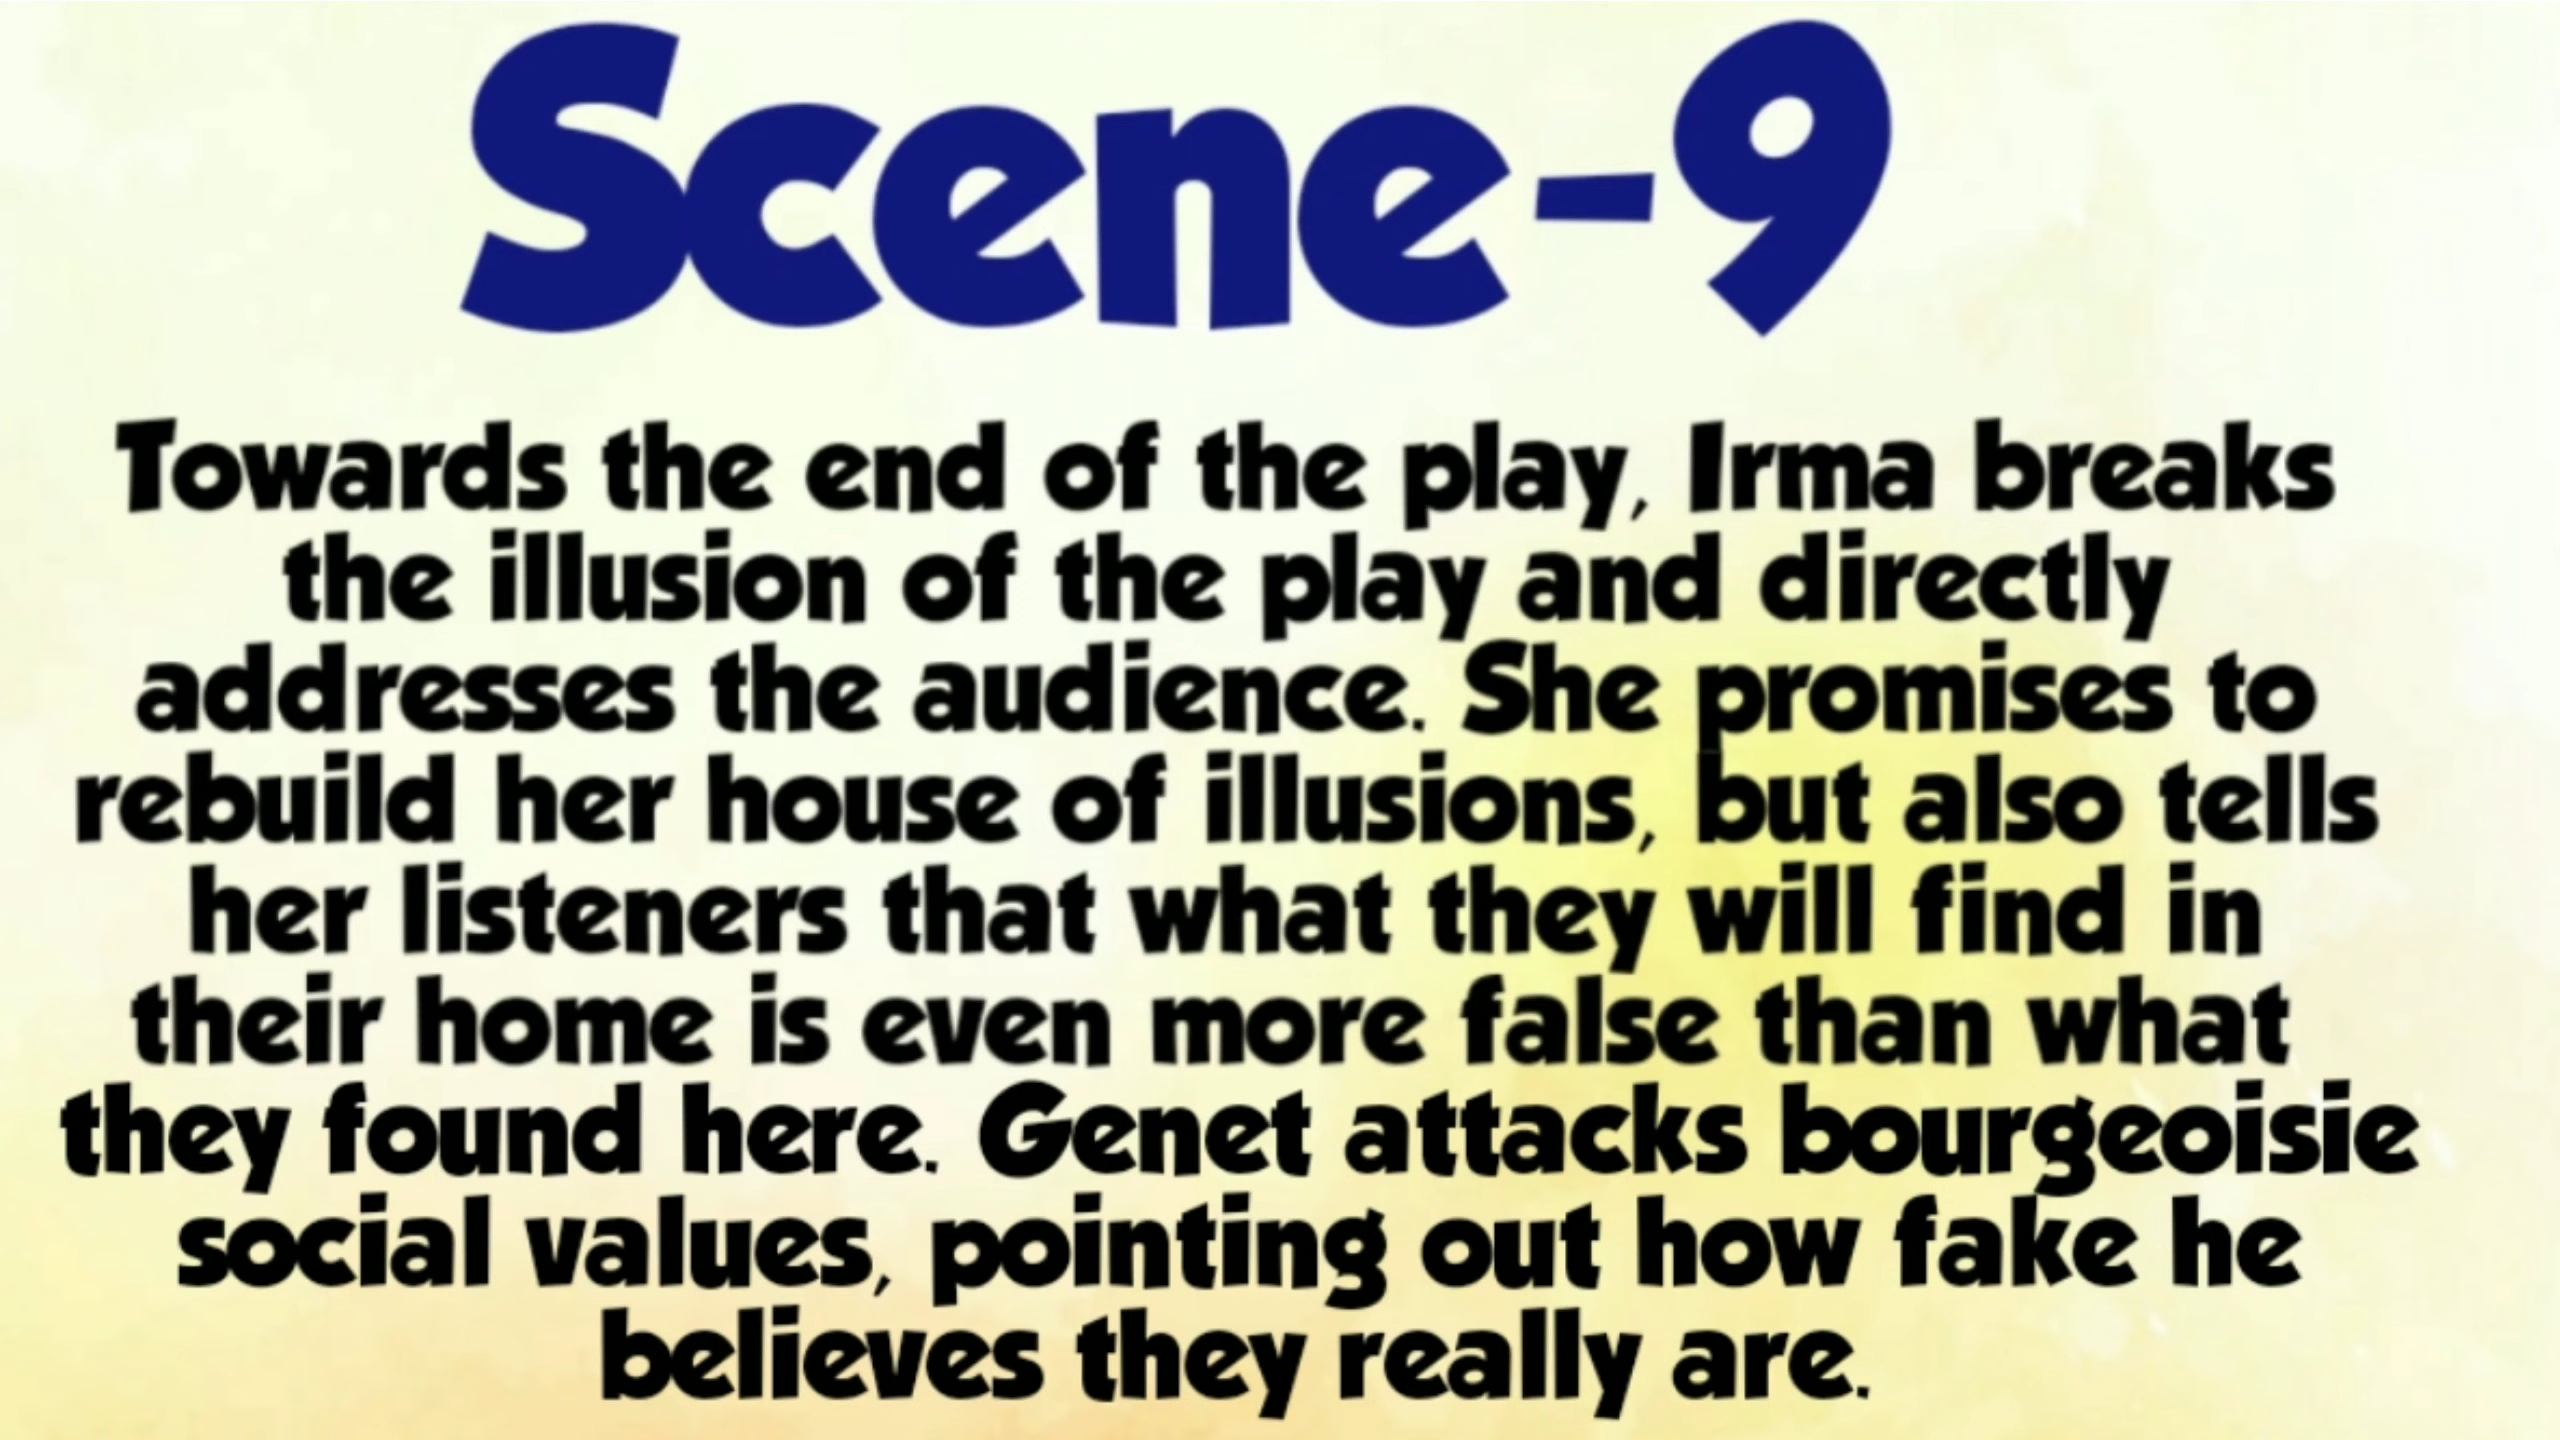 Scene-9
Towards the end of the play, Irma breaks
the illusion of the play and directly
addresses the audience. She promises to
rebuild her house of illusions, but also tells
her listeners that what they will find in
their home is even more false than what
they found here. Genet attacks bourgeoisie
social values, pointing out how fake he
believes they really are.